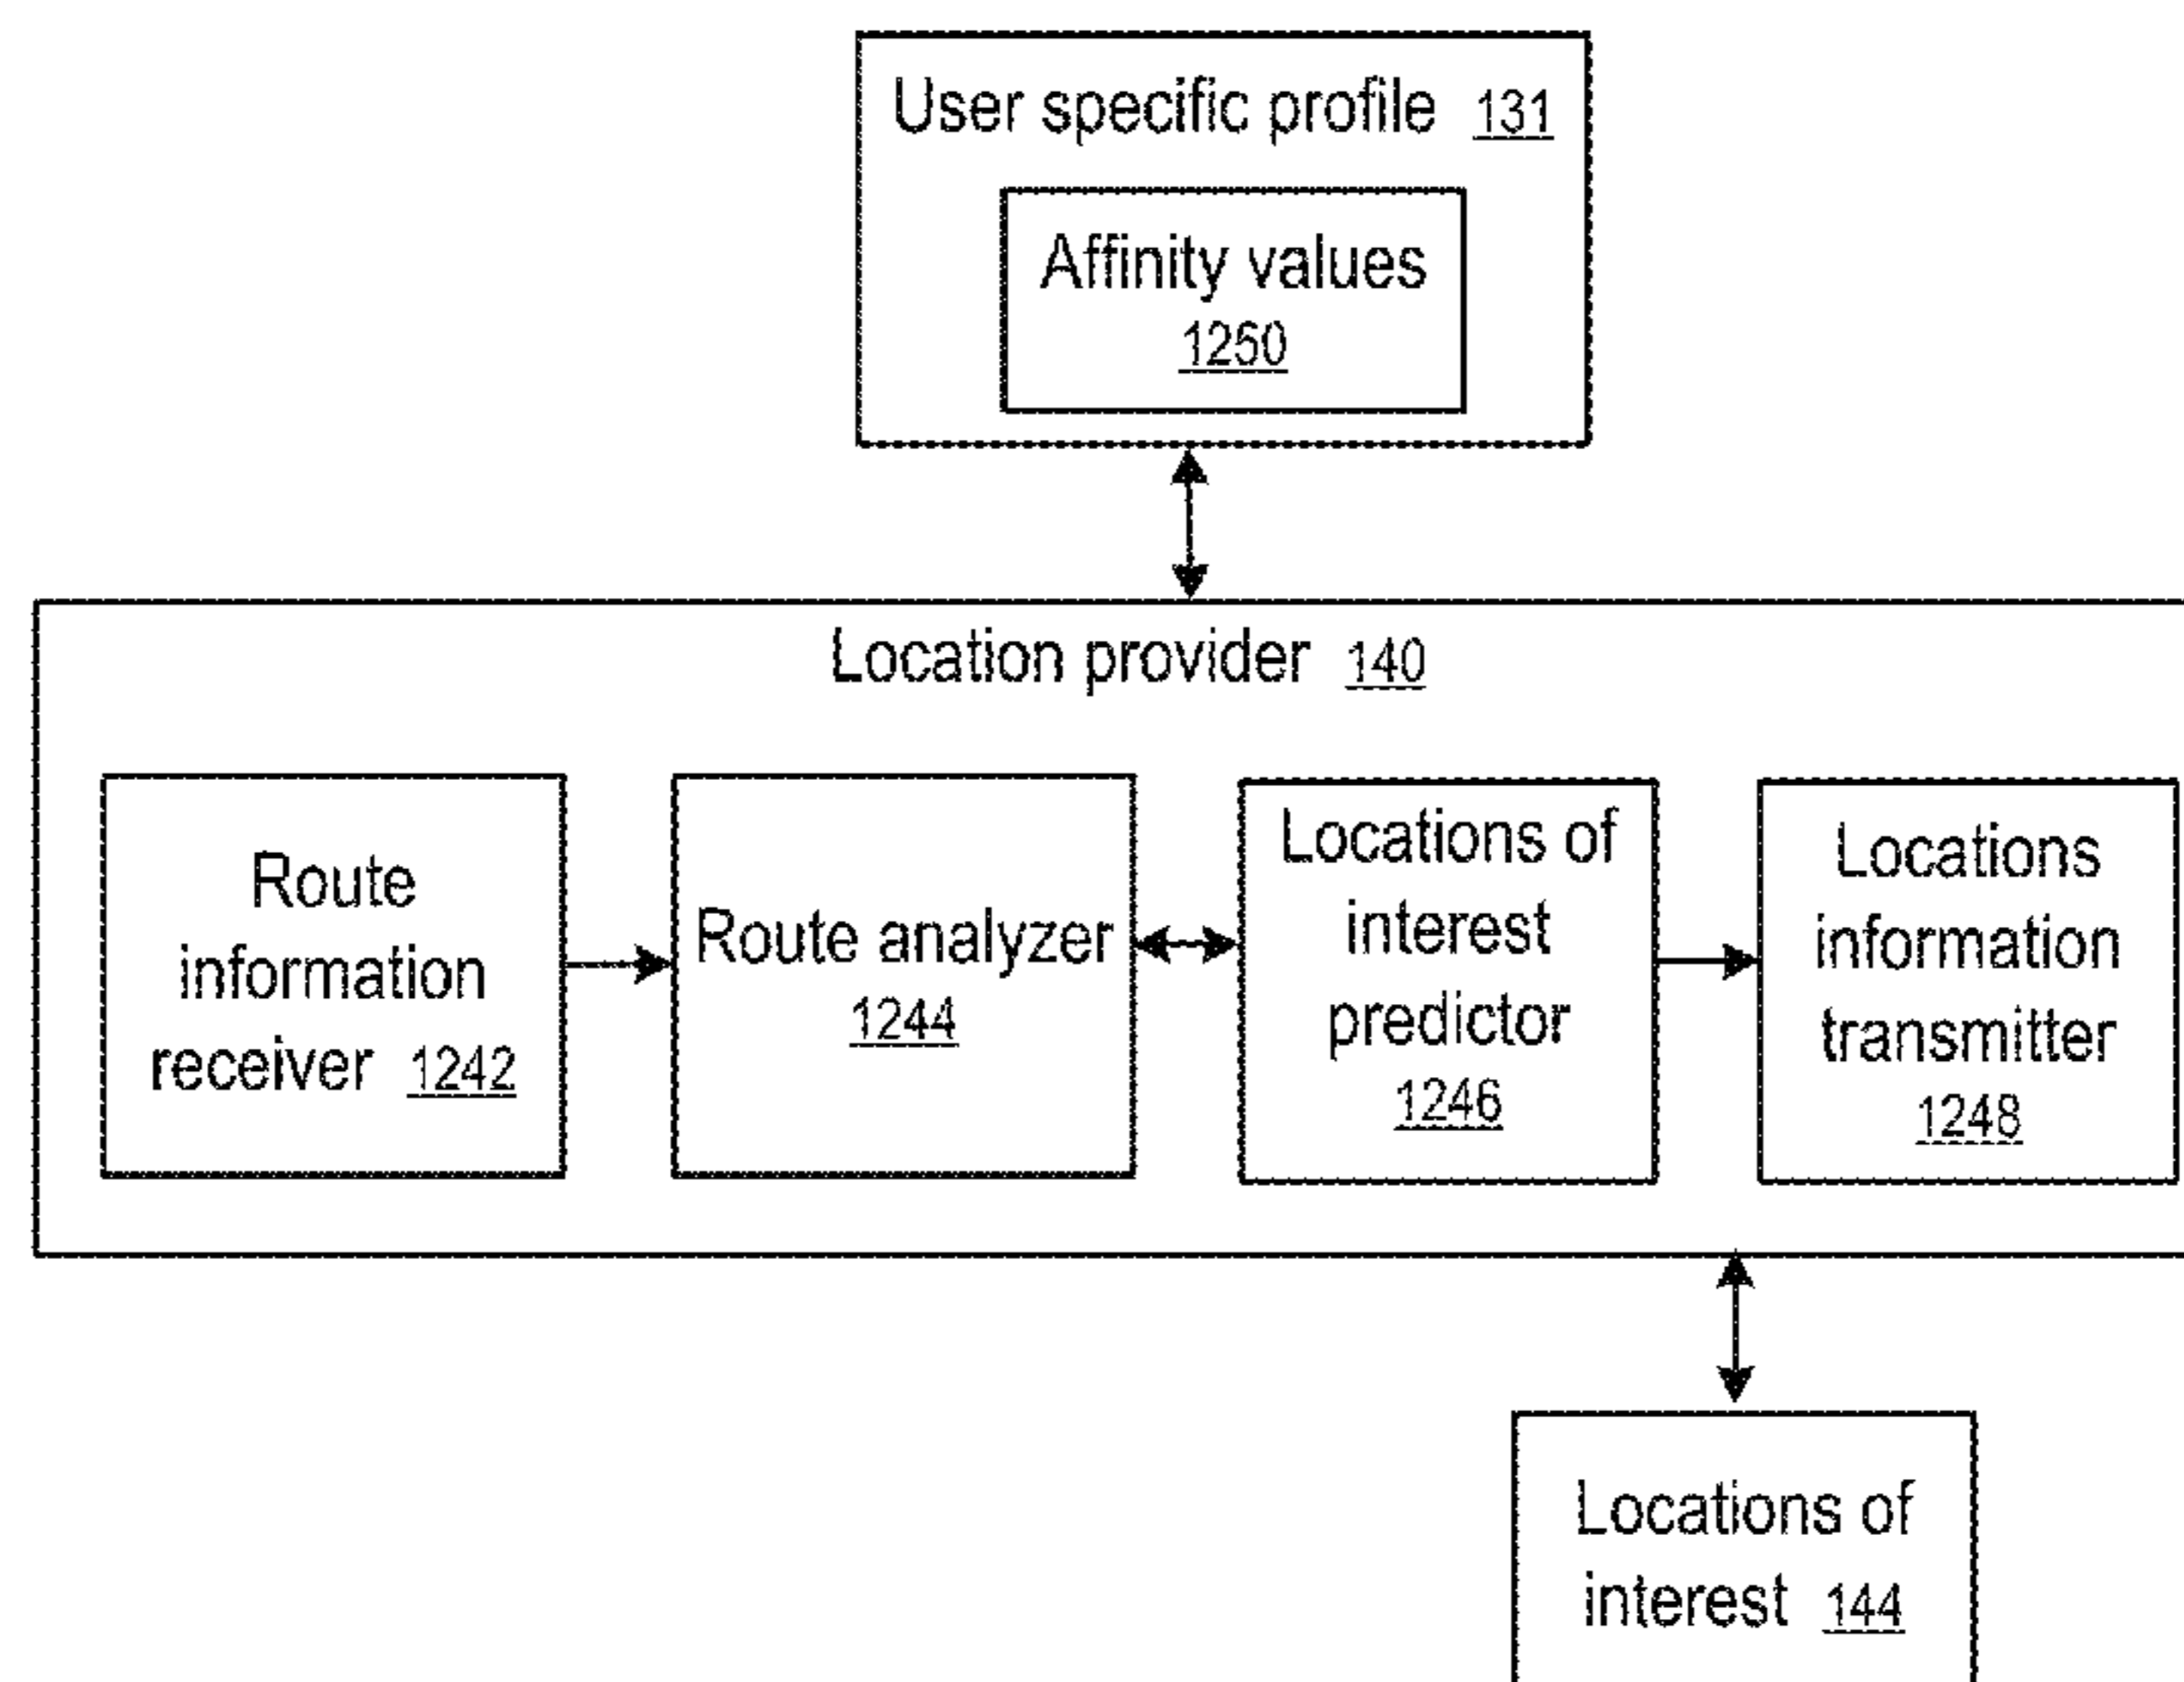 User specific profile 131
Affinity values
1250
Location provider 140
Route
information
receiver 1242
Route analyzer
1244
Locations of
interest
predictor
1246
Locations
information
transmitter
1248
Locations of
interest 144